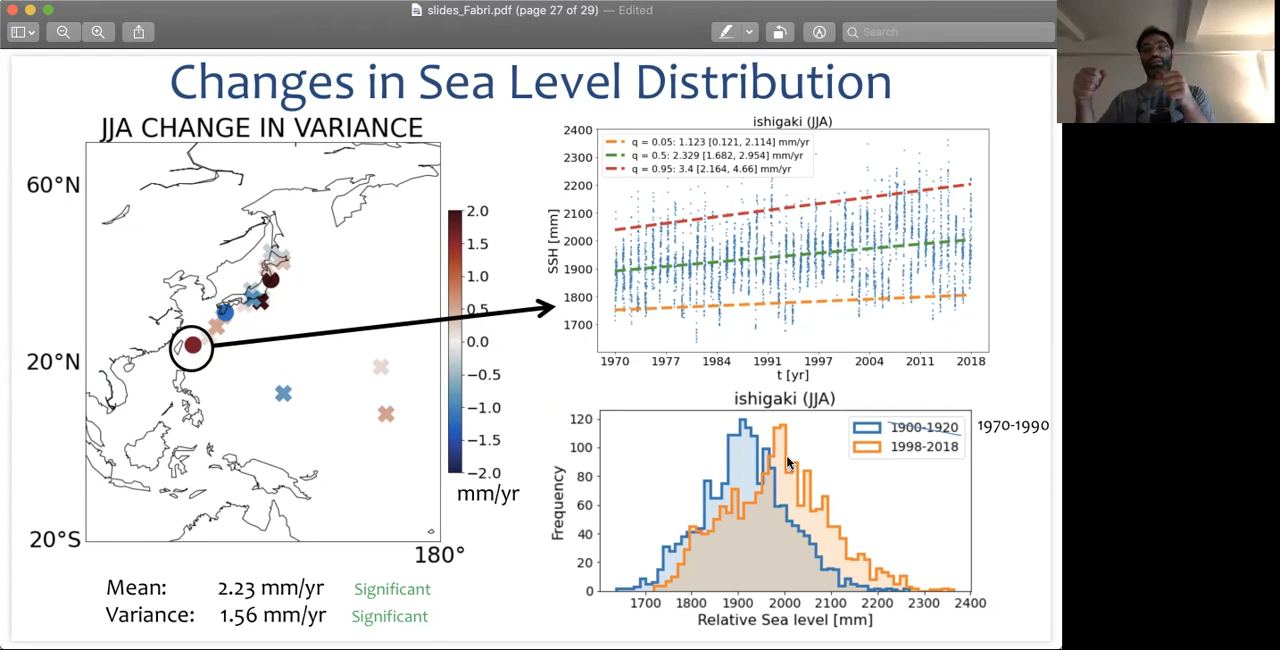 slides_Fabri.pdf (page 27 of 29) — Edited
Search
Changes in Sea Level Distribution
JJA CHANGE IN VARIANCE
60°N
20°N
20°S
180°
2.0
1.5
1.0
0.5
0.0
−0.5
−1.0
−1.5
−2.0
mm/yr
Mean: 2.23 mm/yr Significant
Variance: 1.56 mm/yr Significant
ishigaki (JJA)
q = 0.05: 1.123 [0.121, 2.114] mm/yr
q = 0.5: 2.329 [1.682, 2.954] mm/yr
q = 0.95: 3.4 [2.164, 4.66] mm/yr
SSH [mm]
2400
2300
2200
2100
2000
1900
1800
1700
1970 1977 1984 1991 1997 2004 2011 2018
t [yr]
ishigaki (JJA)
1900-1920 1970-1990
1998-2018
Frequency
120
100
80
60
40
20
0
1700 1800 1900 2000 2100 2200 2300 2400
Relative Sea level [mm]